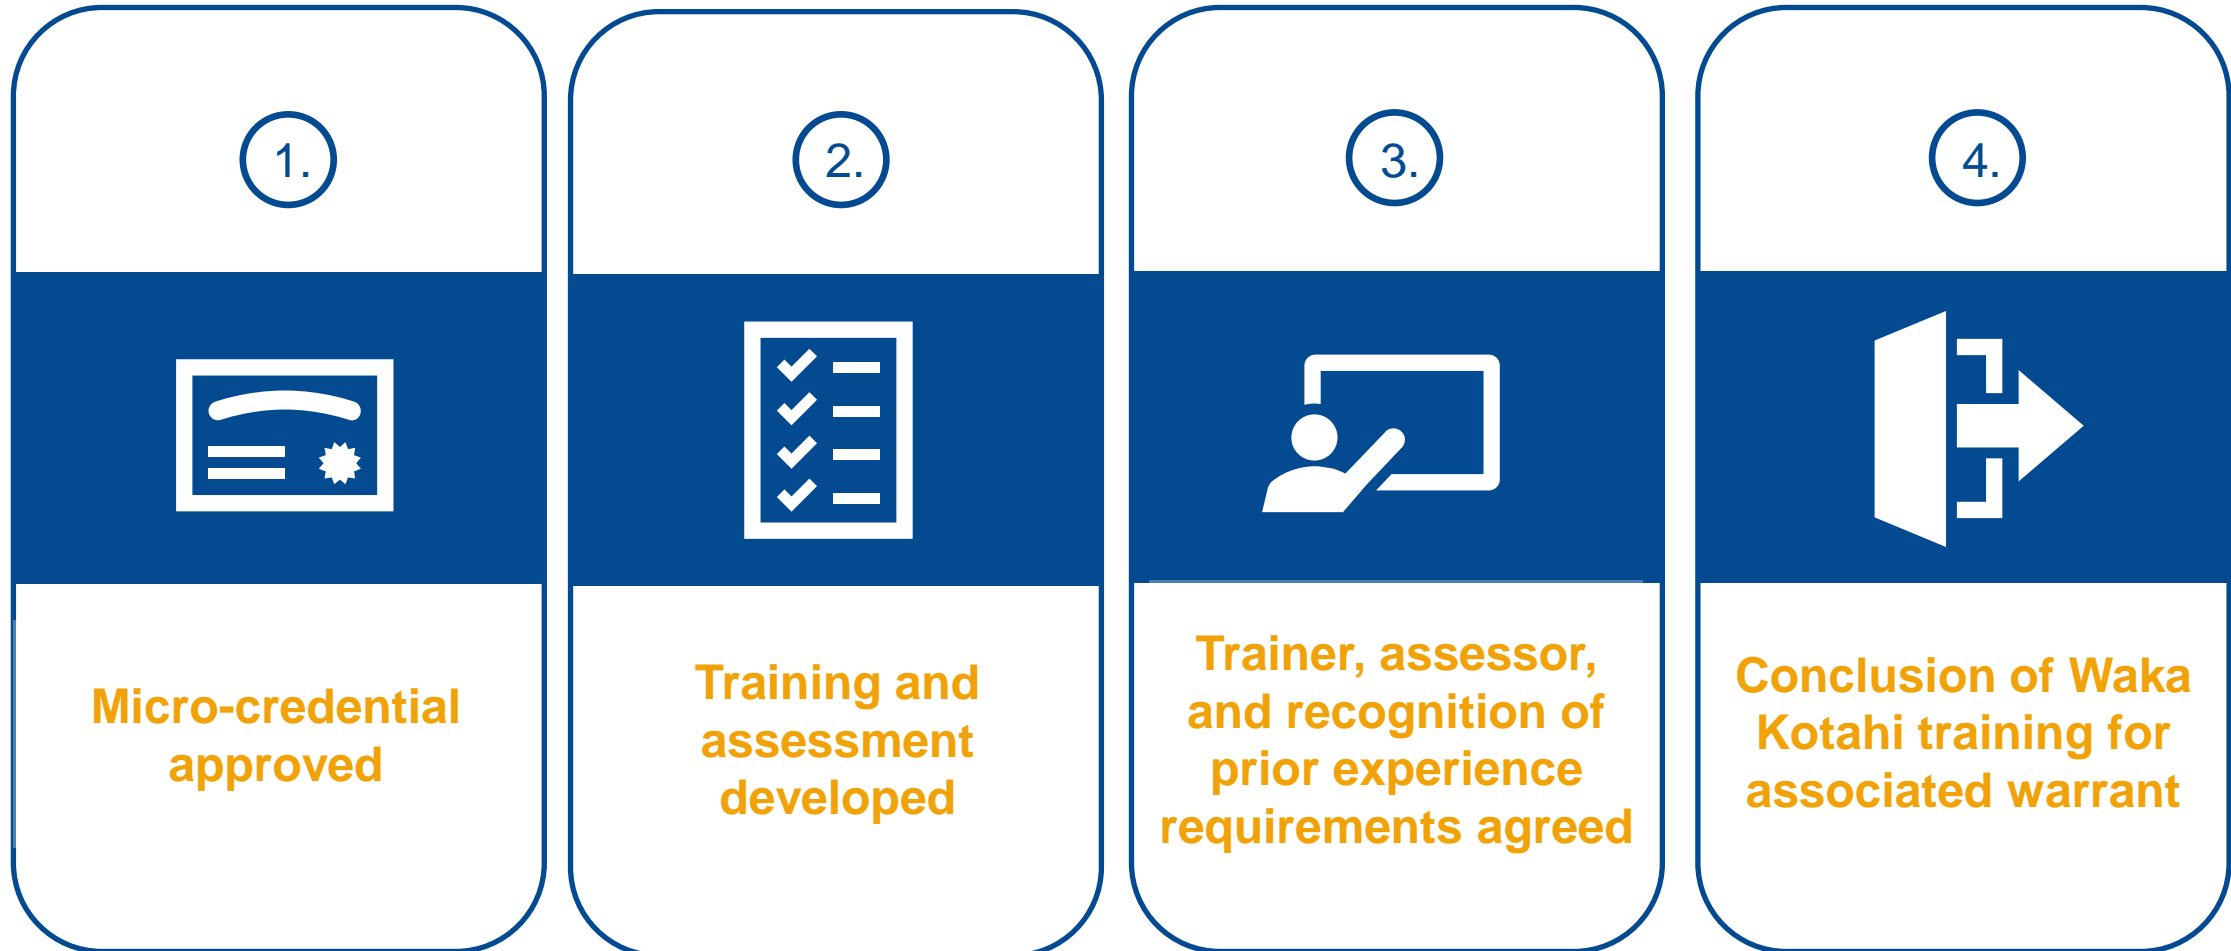 1.
Micro-credential
approved
2.
Training and
assessment
developed
3.
Trainer, assessor,
and recognition of
prior experience
requirements agreed
4.
Conclusion of Waka
Kotahi training for
associated warrant